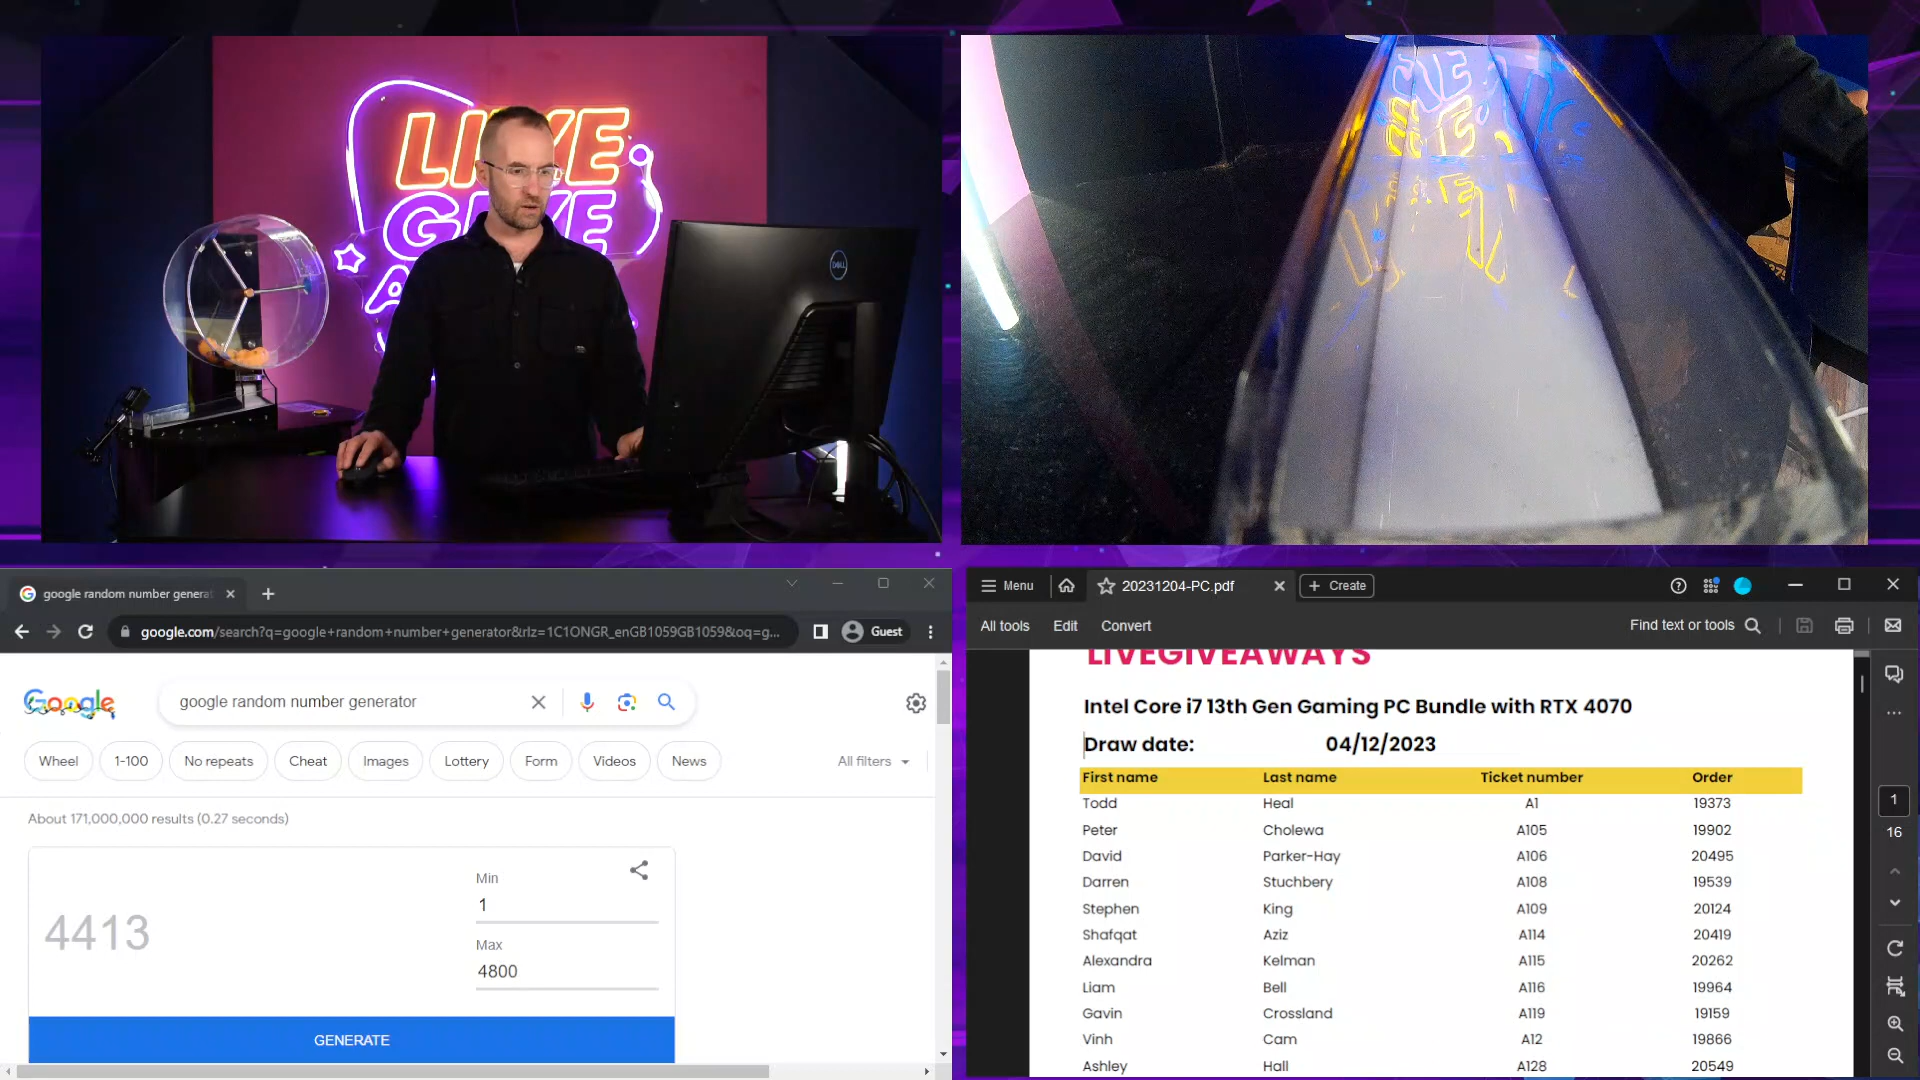 LIVE
GIVE
DELL
google random number genera
google.com/search?q=google+random+number+generator&rlz=1C1ONGR_enGB1059GB1059&oq=g...
Guest
Google
google random number generator
Wheel
1-100
No repeats
Cheat
Images
Lottery
Form
Videos
News
All filters
About 171,000,000 results (0.27 seconds)
4413
Min
1
Max
4800
GENERATE
Menu
20231204-PC.pdf
Create
All tools
Edit
Convert
Find text or tools
LIVEGIVEAWAYS
Intel Core i7 13th Gen Gaming PC Bundle with RTX 4070
Draw date: 04/12/2023
First name Last name Ticket number Order
Todd Heal A1 19373
Peter Cholewa A105 19902
David Parker-Hay A106 20495
Darren Stuchbery A108 19539
Stephen King A109 20124
Shafqat Aziz A114 20419
Alexandra Kelman A115 20262
Liam Bell A116 19964
Gavin Crossland A119 19159
Vinh Cam A12 19866
Ashley Hall A128 20549
1
16